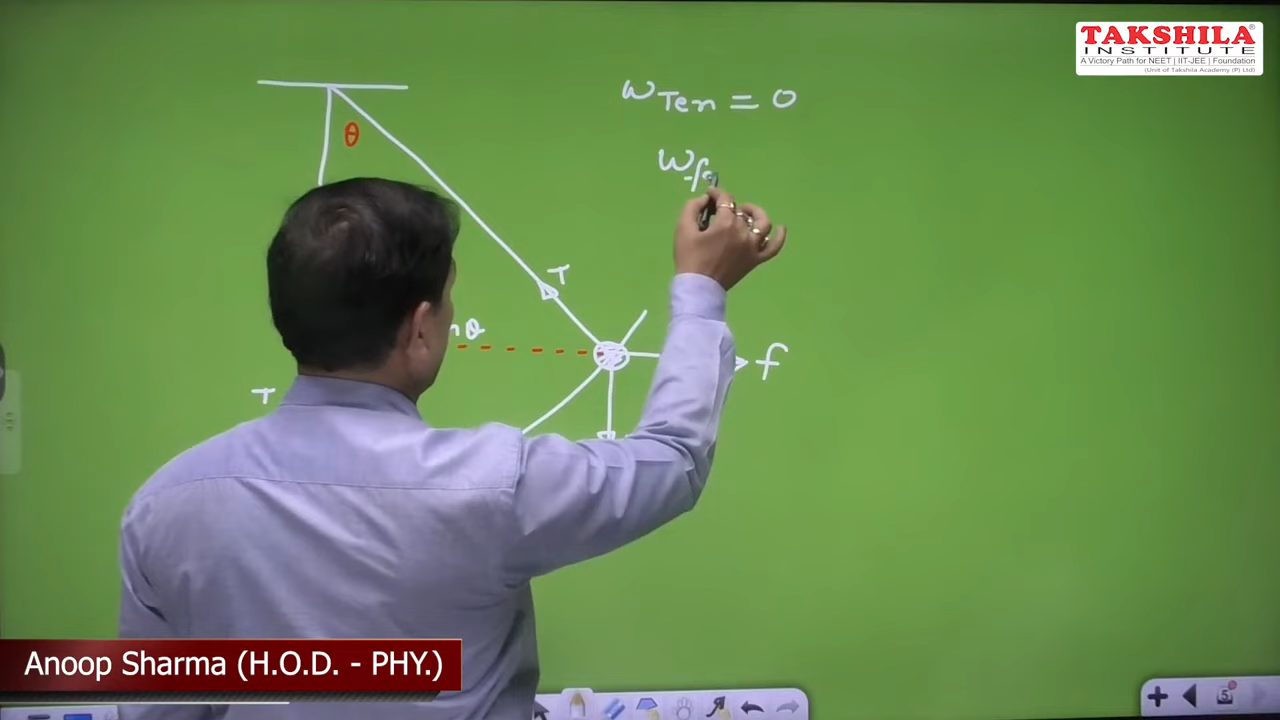 TAKSHILA
INSTITUTE
A Victory Path for NEET | IIT-JEE | Foundation
(Unit of Takshila Academy (P) Ltd)
W Ten = 0
θ
T
θ
f
T
Anoop Sharma (H.O.D. - PHY.)
5